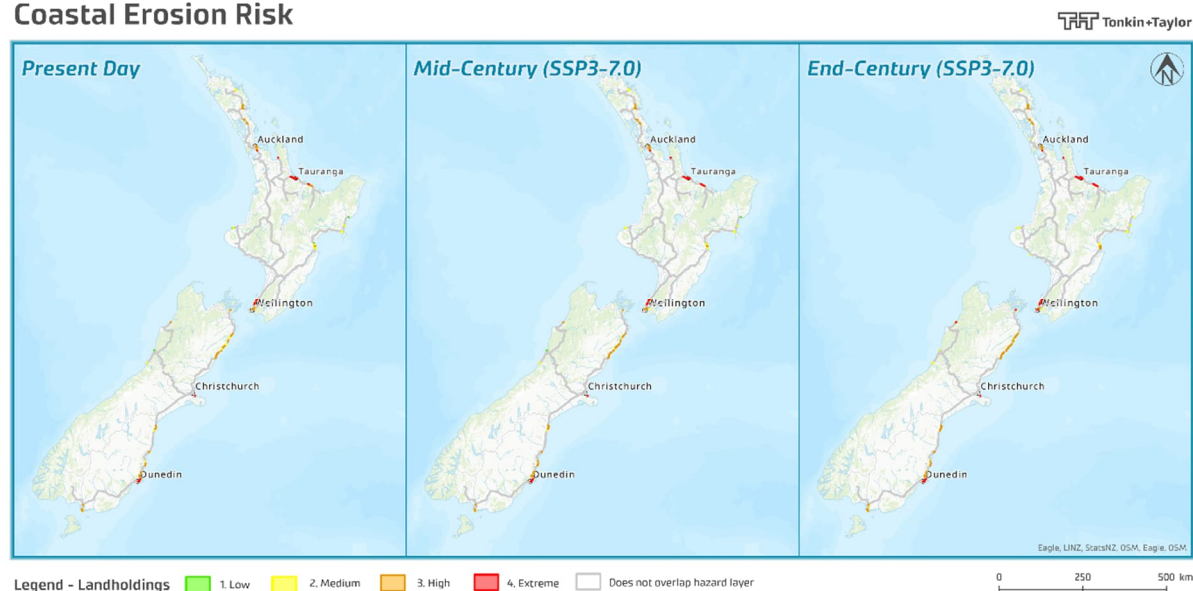 Coastal Erosion Risk
Tonkin+Taylor
Present Day
Mid-Century (SSP3-7.0)
End-Century (SSP3-7.0)
N
Auckland
Tauranga
Wellington
Christchurch
Dunedin
Auckland
Tauranga
Wellington
Christchurch
Dunedin
Auckland
Tauranga
Wellington
Christchurch
Dunedin
Eagle, LINZ, StatsNZ, OSM, Eagle, OSM
Legend - Landholdings
1. Low
2. Medium
3. High
4. Extreme
Does not overlap hazard layer
0 250 500 km